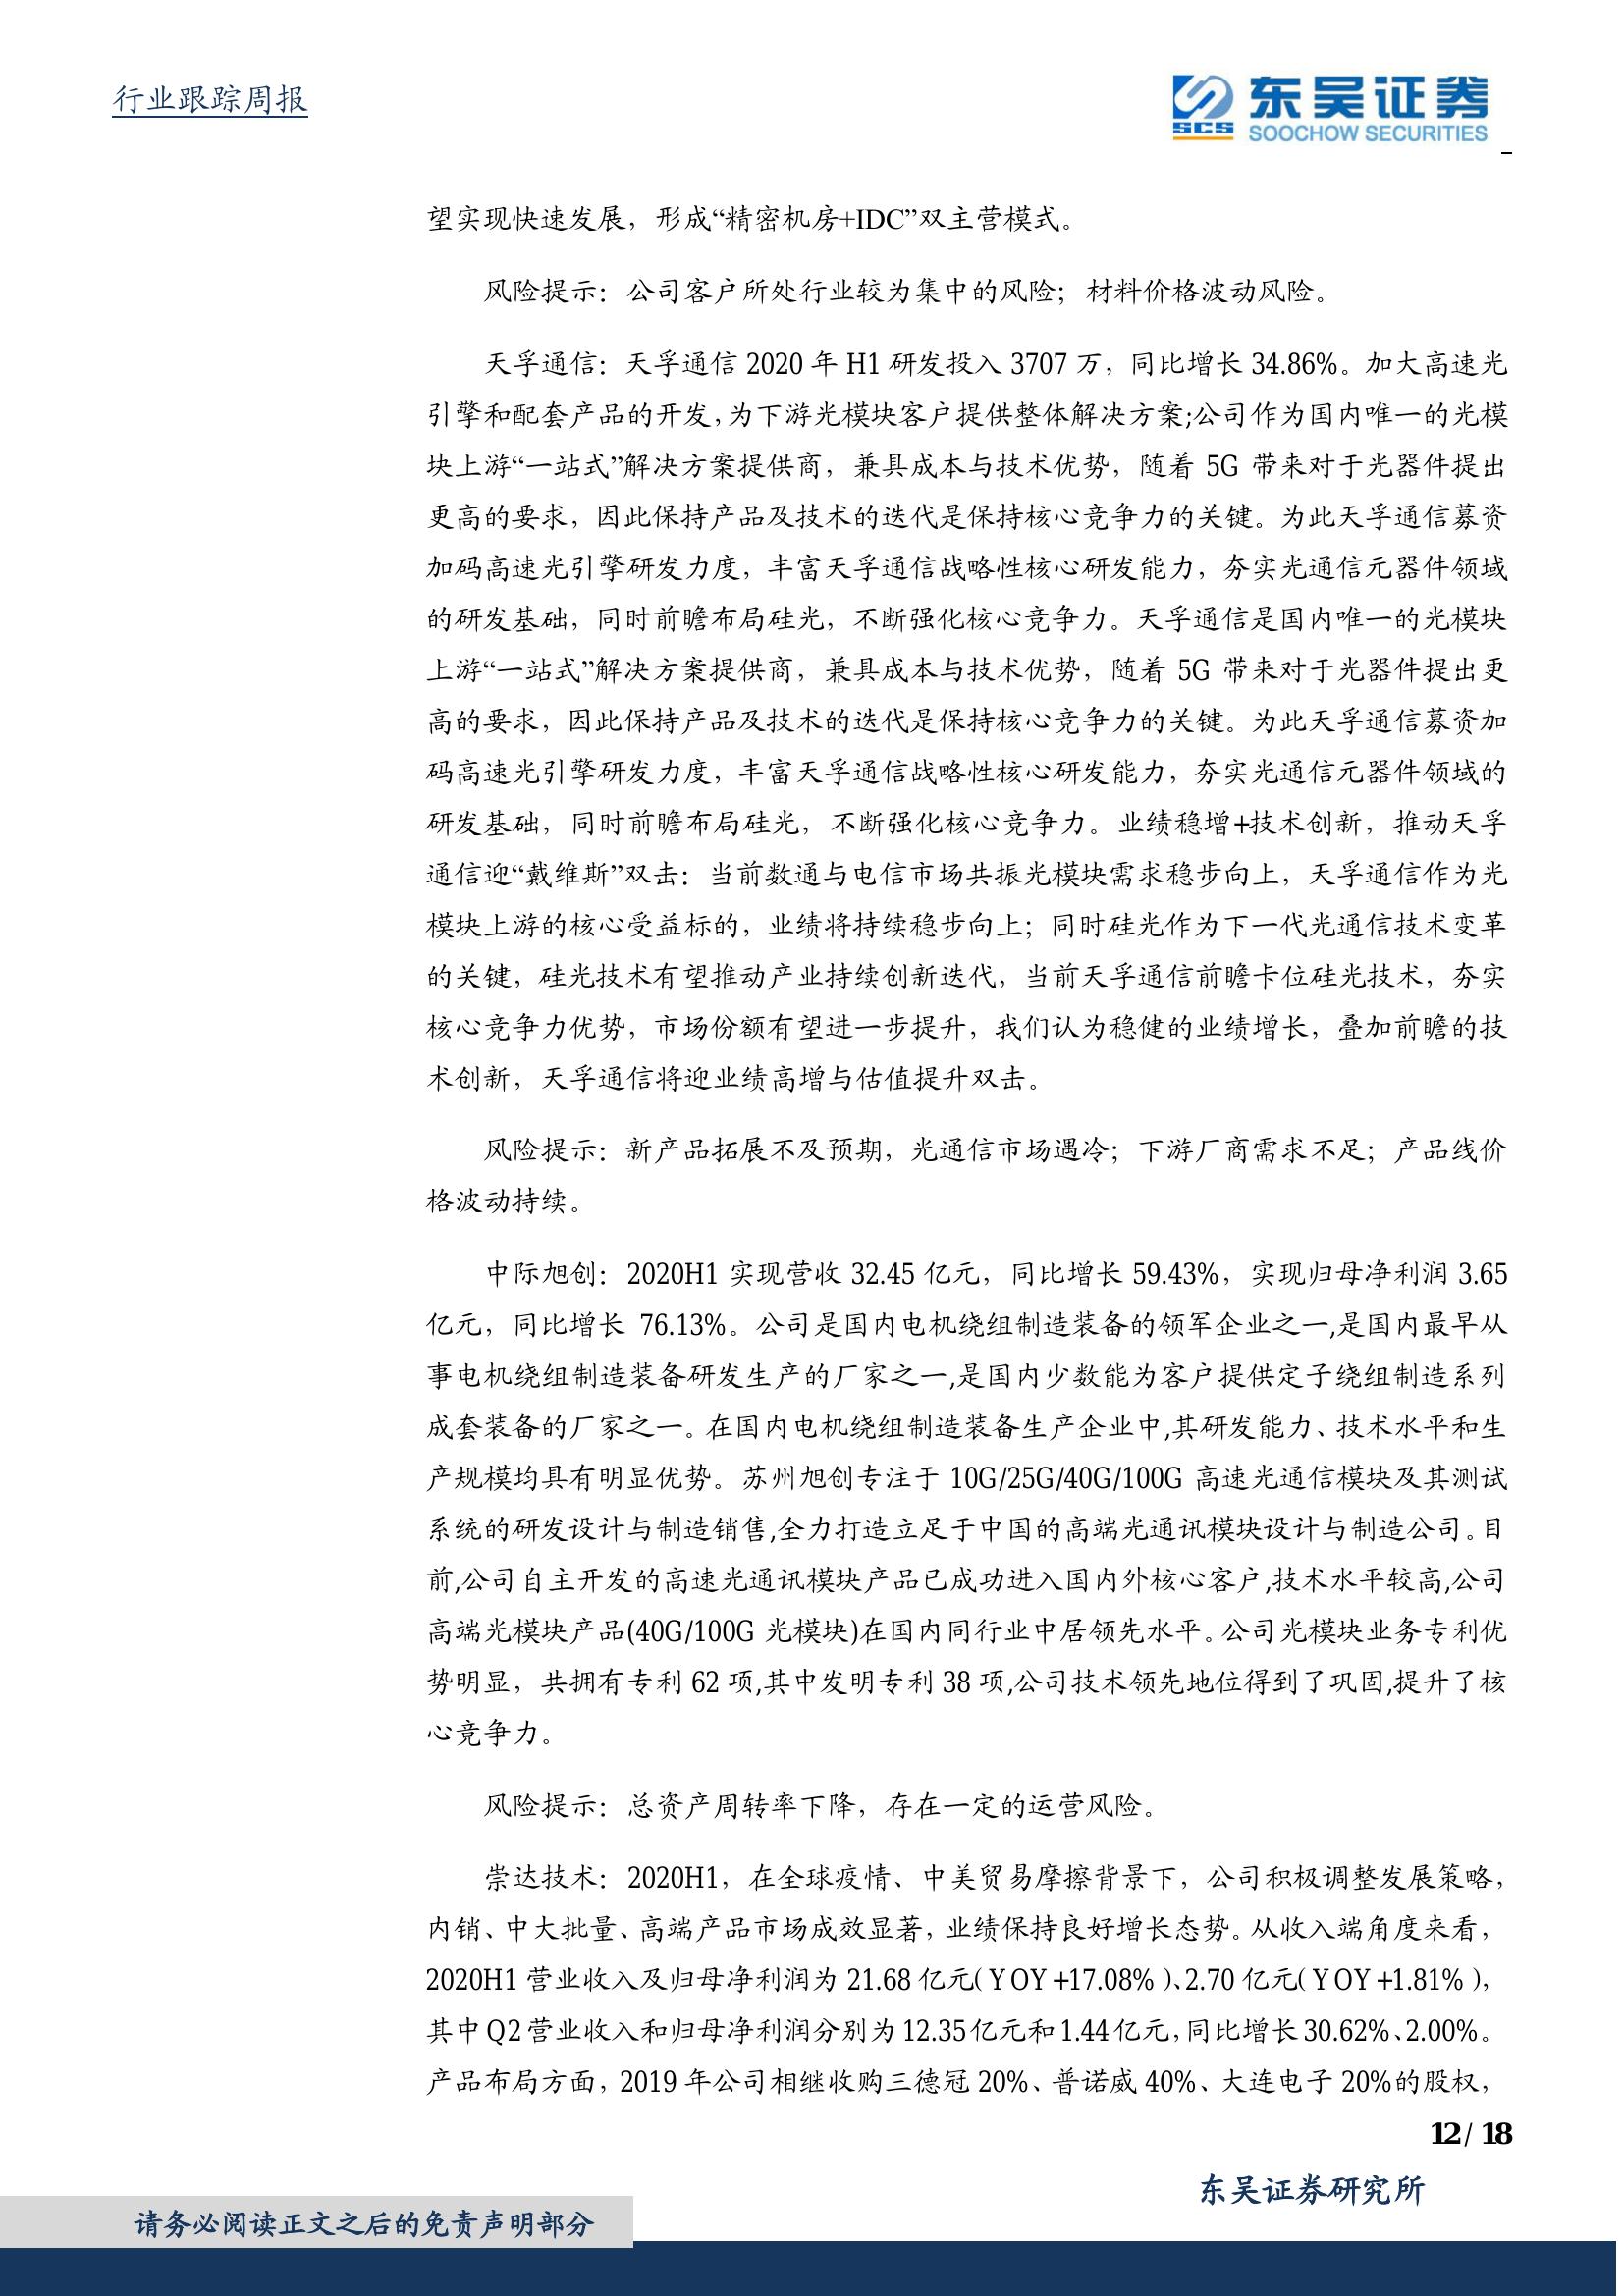 行业跟踪周报
东吴证券
SCS
SOOCHOW SECURITIES
望实现快速发展，形成“精密机房+IDC”双主营模式。
风险提示：公司客户所处行业较为集中的风险；材料价格波动风险。
天孚通信：天孚通信 2020 年 H1 研发投入 3707 万，同比增长 34.86%。加大高速光
引擎和配套产品的开发,为下游光模块客户提供整体解决方案;公司作为国内唯一的光模
块上游“一站式”解决方案提供商，兼具成本与技术优势，随着 5G 带来对于光器件提出
更高的要求，因此保持产品及技术的迭代是保持核心竞争力的关键。为此天孚通信募资
加码高速光引擎研发力度，丰富天孚通信战略性核心研发能力，夯实光通信元器件领域
的研发基础，同时前瞻布局硅光，不断强化核心竞争力。天孚通信是国内唯一的光模块
上游“一站式”解决方案提供商，兼具成本与技术优势，随着 5G 带来对于光器件提出更
高的要求，因此保持产品及技术的迭代是保持核心竞争力的关键。为此天孚通信募资加
码高速光引擎研发力度，丰富天孚通信战略性核心研发能力，夯实光通信元器件领域的
研发基础，同时前瞻布局硅光，不断强化核心竞争力。业绩稳增+技术创新，推动天孚
通信迎“戴维斯”双击：当前数通与电信市场共振光模块需求稳步向上，天孚通信作为光
模块上游的核心受益标的，业绩将持续稳步向上；同时硅光作为下一代光通信技术变革
的关键，硅光技术有望推动产业持续创新迭代，当前天孚通信前瞻卡位硅光技术，夯实
核心竞争力优势，市场份额有望进一步提升，我们认为稳健的业绩增长，叠加前瞻的技
术创新，天孚通信将迎业绩高增与估值提升双击。
风险提示：新产品拓展不及预期，光通信市场遇冷；下游厂商需求不足；产品线价
格波动持续。
中际旭创：2020H1 实现营收 32.45 亿元，同比增长 59.43%，实现归母净利润 3.65
亿元，同比增长 76.13%。公司是国内电机绕组制造装备的领军企业之一,是国内最早从
事电机绕组制造装备研发生产的厂家之一,是国内少数能为客户提供定子绕组制造系列
成套装备的厂家之一。在国内电机绕组制造装备生产企业中,其研发能力、技术水平和生
产规模均具有明显优势。苏州旭创专注于 10G/25G/40G/100G 高速光通信模块及其测试
系统的研发设计与制造销售,全力打造立足于中国的高端光通讯模块设计与制造公司。目
前,公司自主开发的高速光通讯模块产品已成功进入国内外核心客户,技术水平较高,公司
高端光模块产品(40G/100G 光模块)在国内同行业中居领先水平。公司光模块业务专利优
势明显，共拥有专利 62 项,其中发明专利 38 项,公司技术领先地位得到了巩固,提升了核
心竞争力。
风险提示：总资产周转率下降，存在一定的运营风险。
崇达技术：2020H1，在全球疫情、中美贸易摩擦背景下，公司积极调整发展策略，
内销、中大批量、高端产品市场成效显著，业绩保持良好增长态势。从收入端角度来看，
2020H1 营业收入及归母净利润为 21.68 亿元（YOY+17.08%）、2.70 亿元（YOY+1.81%），
其中 Q2 营业收入和归母净利润分别为 12.35 亿元和 1.44 亿元，同比增长 30.62%、2.00%。
产品布局方面，2019 年公司相继收购三德冠 20%、普诺威 40%、大连电子 20%的股权，
12 / 18
东吴证券研究所
请务必阅读正文之后的免责声明部分